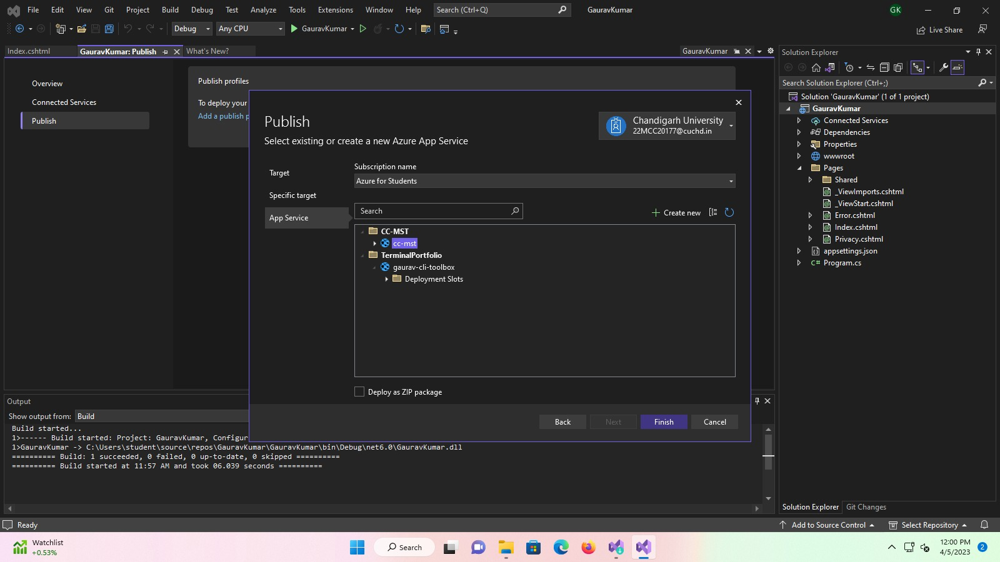 File Edit View Git Project Build Debug Test Analyze Tools Extensions Window Help Search (Ctrl+Q) GauravKumar GK
Debug Any CPU GauravKumar Live Share
Index.cshtml GauravKumar: Publish What's New? GauravKumar
Overview
Connected Services
Publish
Publish profiles
To deploy your
Add a publish p
Publish
Select existing or create a new Azure App Service
Chandigarh University
22MCC20177@cuchd.in
Target
Specific target
App Service
Subscription name
Azure for Students
Search
Create new
CC-MST
cc-mst
TerminalPortfolio
gaurav-cli-toolbox
Deployment Slots
Deploy as ZIP package
Back Next Finish Cancel
Output
Show output from: Build
Build started...
1>------ Build started: Project: GauravKumar, Configur
1>GauravKumar -> C:\Users\student\source\repos\GauravKumar\GauravKumar\bin\Debug\net6.0\GauravKumar.dll
========== Build: 1 succeeded, 0 failed, 0 up-to-date, 0 skipped ==========
========== Build started at 11:57 AM and took 06.039 seconds ==========
Solution Explorer
Search Solution Explorer (Ctrl+;)
Solution 'GauravKumar' (1 of 1 project)
GauravKumar
Connected Services
Dependencies
Properties
wwwroot
Pages
Shared
_ViewImports.cshtml
_ViewStart.cshtml
Error.cshtml
Index.cshtml
Privacy.cshtml
appsettings.json
C# Program.cs
Solution Explorer Git Changes
Ready Add to Source Control Select Repository
Watchlist
+0.53%
Search
12:00 PM
4/5/2023
2